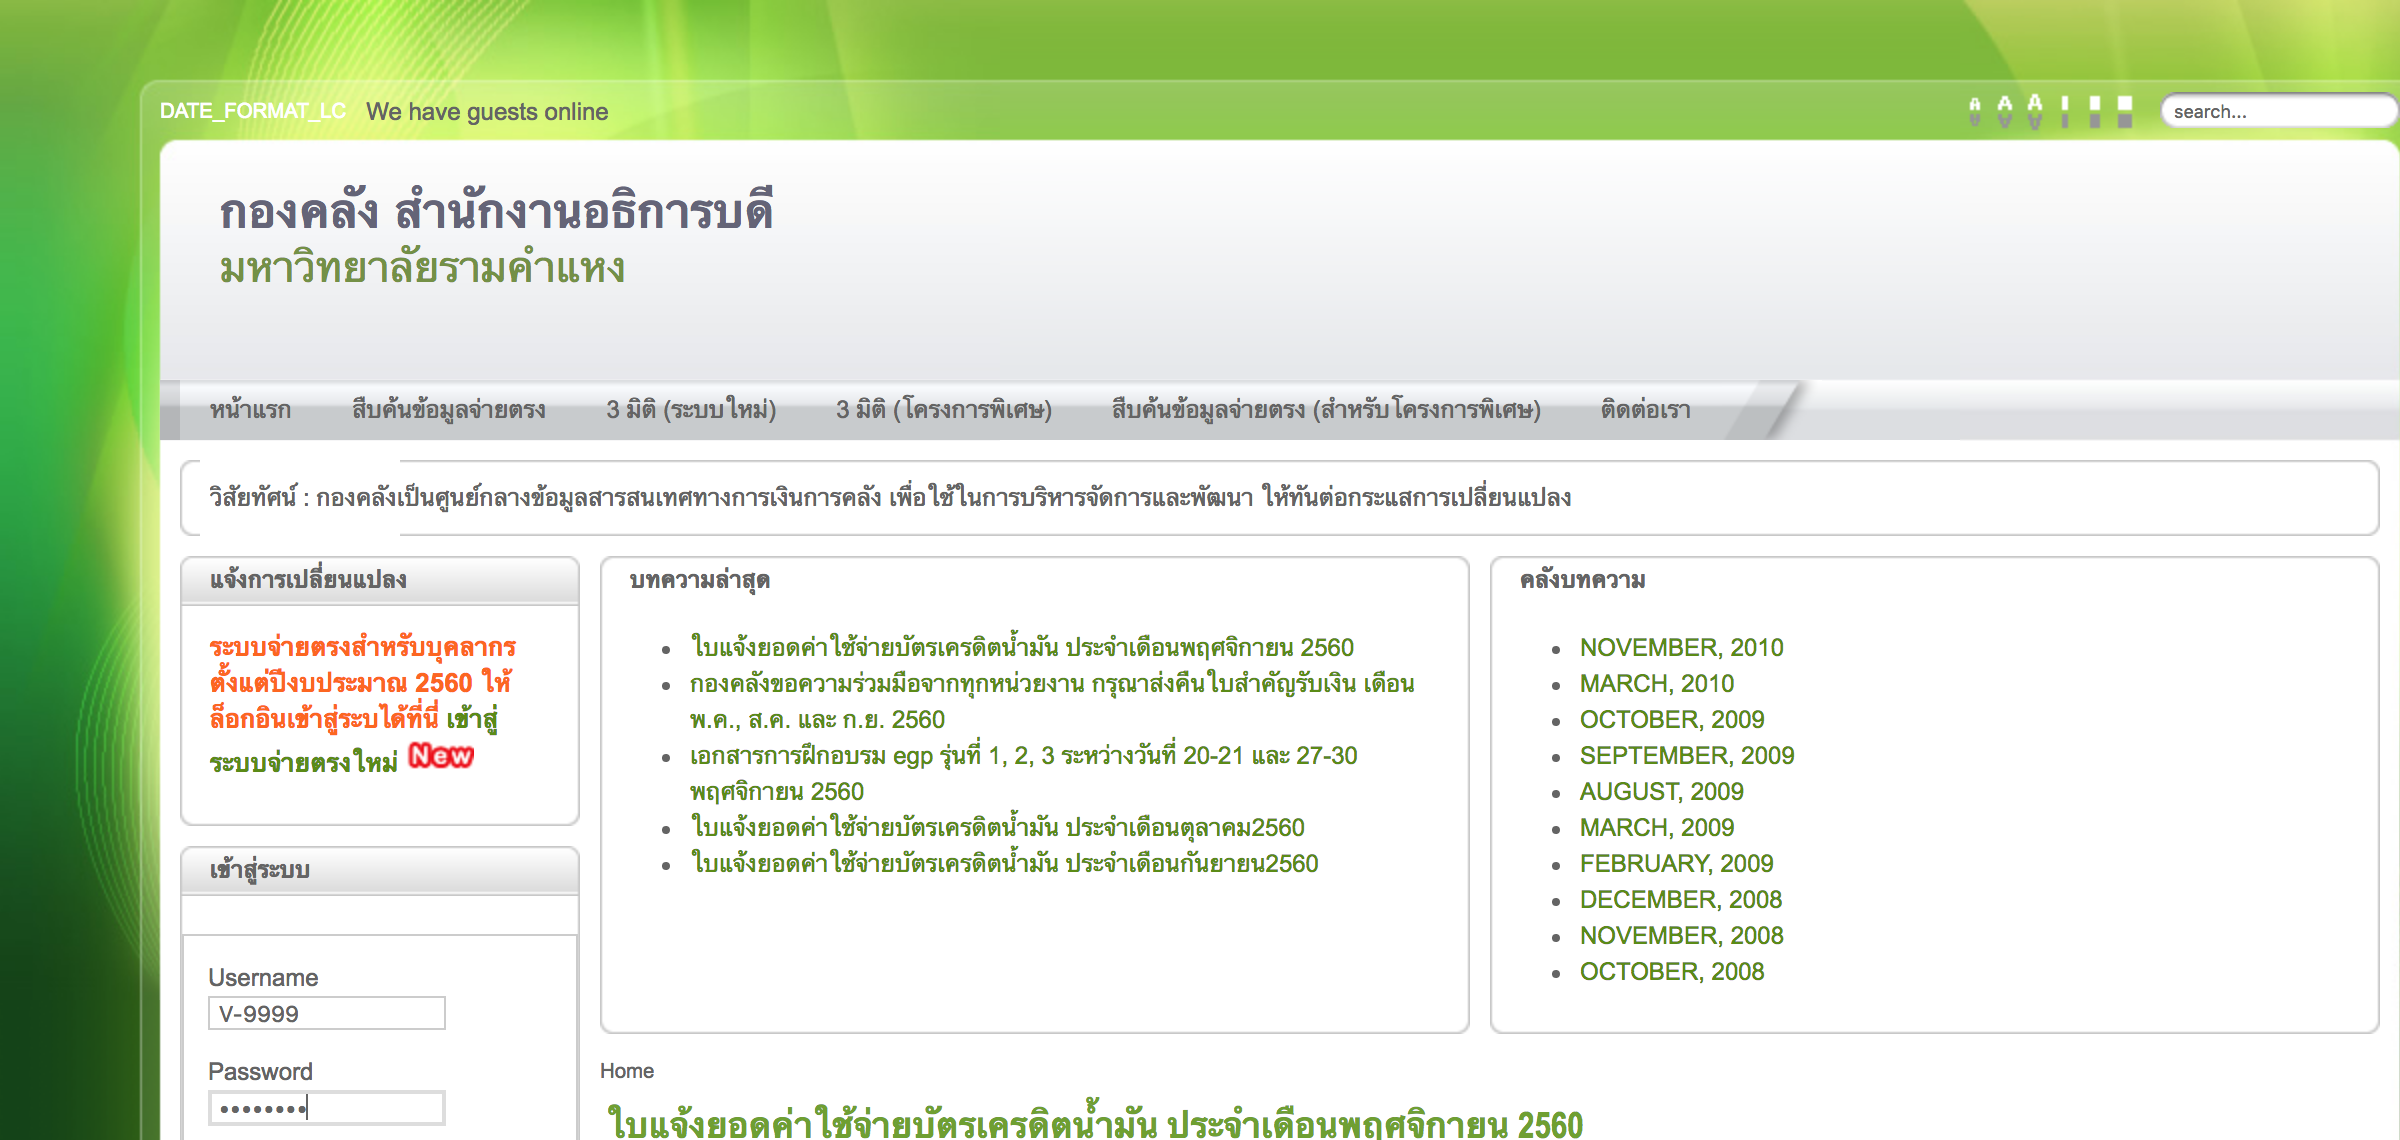 DATE_FORMAT_LC We have guests online
search...
กองคลัง สำนักงานอธิการบดี
มหาวิทยาลัยรามคำแหง
หน้าแรก สืบค้นข้อมูลจ่ายตรง 3 มิติ (ระบบใหม่) 3 มิติ (โครงการพิเศษ) สืบค้นข้อมูลจ่ายตรง (สำหรับโครงการพิเศษ) ติดต่อเรา
วิสัยทัศน์ : กองคลังเป็นศูนย์กลางข้อมูลสารสนเทศทางการเงินการคลัง เพื่อใช้ในการบริหารจัดการและพัฒนา ให้ทันต่อกระแสการเปลี่ยนแปลง
แจ้งการเปลี่ยนแปลง
ระบบจ่ายตรงสำหรับบุคลากร
ตั้งแต่ปีงบประมาณ 2560 ให้
ล็อกอินเข้าสู่ระบได้ที่นี่ เข้าสู่
ระบบจ่ายตรงใหม่ New
เข้าสู่ระบบ
Username
V-9999
Password
••••••••
บทความล่าสุด
ใบแจ้งยอดค่าใช้จ่ายบัตรเครดิตน้ำมัน ประจำเดือนพฤศจิกายน 2560
กองคลังขอความร่วมมือจากทุกหน่วยงาน กรุณาส่งคืนใบสำคัญรับเงิน เดือน
พ.ค., ส.ค. และ ก.ย. 2560
เอกสารการฝึกอบรม egp รุ่นที่ 1, 2, 3 ระหว่างวันที่ 20-21 และ 27-30
พฤศจิกายน 2560
ใบแจ้งยอดค่าใช้จ่ายบัตรเครดิตน้ำมัน ประจำเดือนตุลาคม2560
ใบแจ้งยอดค่าใช้จ่ายบัตรเครดิตน้ำมัน ประจำเดือนกันยายน2560
คลังบทความ
NOVEMBER, 2010
MARCH, 2010
OCTOBER, 2009
SEPTEMBER, 2009
AUGUST, 2009
MARCH, 2009
FEBRUARY, 2009
DECEMBER, 2008
NOVEMBER, 2008
OCTOBER, 2008
Home
ใบแจ้งยอดค่าใช้จ่ายบัตรเครดิตน้ำมัน ประจำเดือนพฤศจิกายน 2560